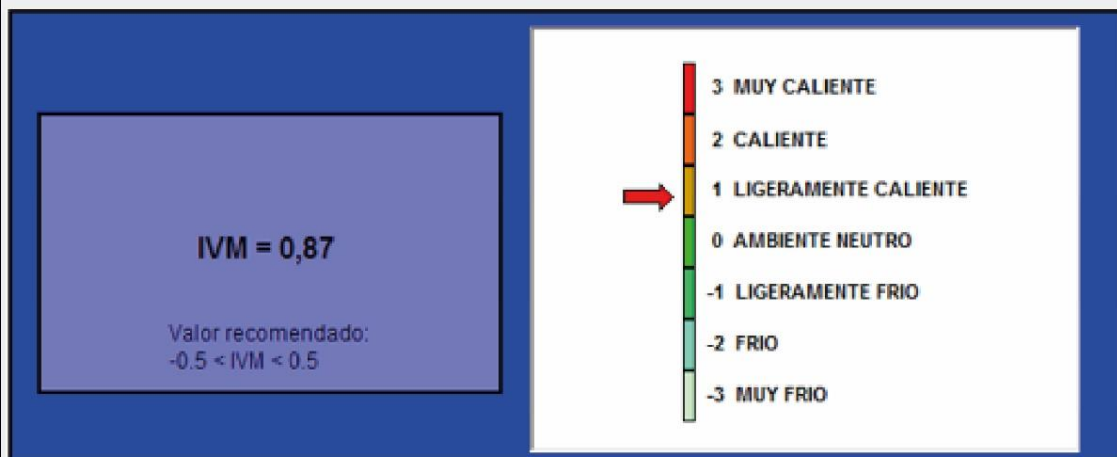 IVM = 0,87
Valor recomendado:
-0.5 < IVM < 0.5
3 MUY CALIENTE
2 CALIENTE
1 LIGERAMENTE CALIENTE
0 AMBIENTE NEUTRO
-1 LIGERAMENTE FRIO
-2 FRIO
-3 MUY FRIO